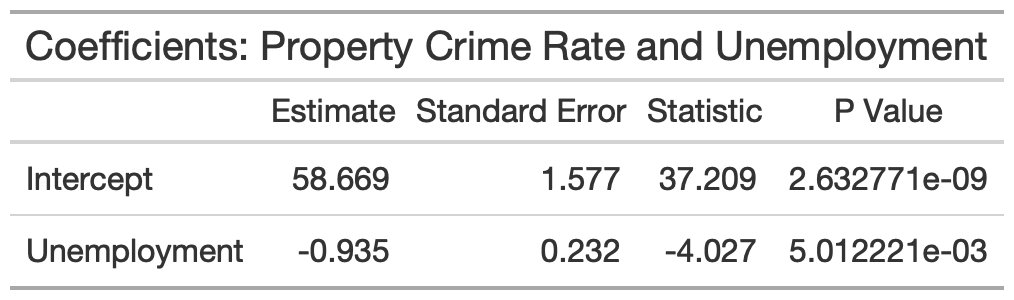 Coefficients: Property Crime Rate and Unemployment
Estimate Standard Error Statistic P Value
Intercept 58.669 1.577 37.209 2.632771e-09
Unemployment -0.935 0.232 -4.027 5.012221e-03